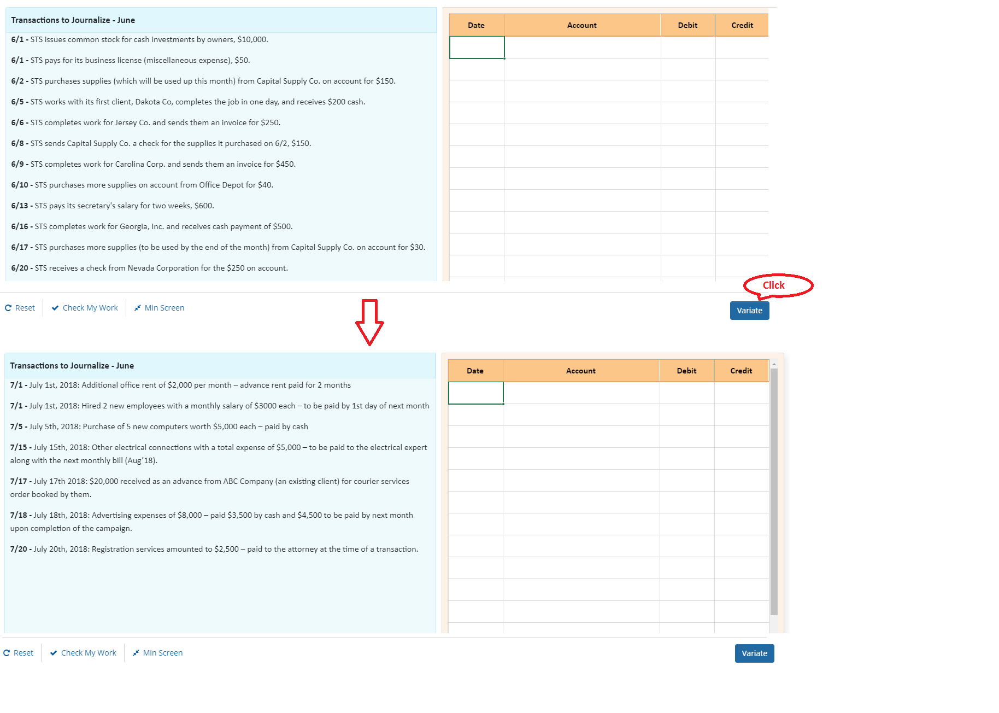 Transactions to Journalize - June
6/1 - STS issues common stock for cash investments by owners, $10,000.
6/1 - STS pays for its business license (miscellaneous expense), $50.
6/2 - STS purchases supplies (which will be used up this month) from Capital Supply Co. on account for $150.
6/5 - STS works with its first client, Dakota Co, completes the job in one day, and receives $200 cash.
6/6 - STS completes work for Jersey Co. and sends them an invoice for $250.
6/8 - STS sends Capital Supply Co. a check for the supplies it purchased on 6/2, $150.
6/9 - STS completes work for Carolina Corp. and sends them an invoice for $450.
6/10 - STS purchases more supplies on account from Office Depot for $40.
6/13 - STS pays its secretary's salary for two weeks, $600.
6/16 - STS completes work for Georgia, Inc. and receives cash payment of $500.
6/17 - STS purchases more supplies (to be used by the end of the month) from Capital Supply Co. on account for $30.
6/20 - STS receives a check from Nevada Corporation for the $250 on account.
Date Account Debit Credit
Click
Reset Check My Work Min Screen
Variate
Transactions to Journalize - June
7/1 - July 1st, 2018: Additional office rent of $2,000 per month – advance rent paid for 2 months
7/1 - July 1st, 2018: Hired 2 new employees with a monthly salary of $3000 each – to be paid by 1st day of next month
7/5 - July 5th, 2018: Purchase of 5 new computers worth $5,000 each – paid by cash
7/15 - July 15th, 2018: Other electrical connections with a total expense of $5,000 – to be paid to the electrical expert
along with the next monthly bill (Aug’18).
7/17 - July 17th 2018: $20,000 received as an advance from ABC Company (an existing client) for courier services
order booked by them.
7/18 - July 18th, 2018: Advertising expenses of $8,000 – paid $3,500 by cash and $4,500 to be paid by next month
upon completion of the campaign.
7/20 - July 20th, 2018: Registration services amounted to $2,500 – paid to the attorney at the time of a transaction.
Date Account Debit Credit
Reset Check My Work Min Screen
Variate